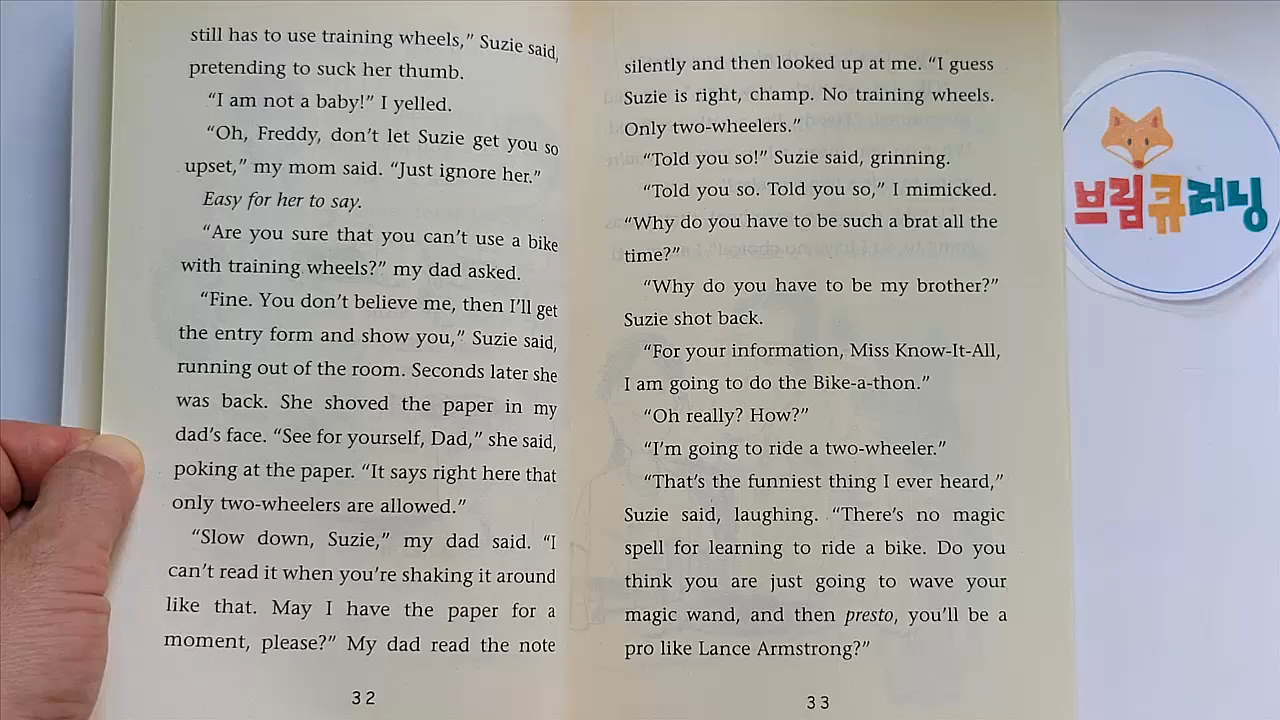 still has to use training wheels,” Suzie said,
pretending to suck her thumb.
“I am not a baby!” I yelled.
“Oh, Freddy, don’t let Suzie get you so
upset,” my mom said. “Just ignore her.”
Easy for her to say.
“Are you sure that you can’t use a bike
with training wheels?” my dad asked.
“Fine. You don’t believe me, then I’ll get
the entry form and show you,” Suzie said,
running out of the room. Seconds later she
was back. She shoved the paper in my
dad’s face. “See for yourself, Dad,” she said,
poking at the paper. “It says right here that
only two-wheelers are allowed.”
“Slow down, Suzie,” my dad said. “I
can’t read it when you’re shaking it around
like that. May I have the paper for a
moment, please?” My dad read the note
32
silently and then looked up at me. “I guess
Suzie is right, champ. No training wheels.
Only two-wheelers.”
“Told you so!” Suzie said, grinning.
“Told you so. Told you so,” I mimicked.
“Why do you have to be such a brat all the
time?”
“Why do you have to be my brother?”
Suzie shot back.
“For your information, Miss Know-It-All,
I am going to do the Bike-a-thon.”
“Oh really? How?”
“I’m going to ride a two-wheeler.”
“That’s the funniest thing I ever heard,”
Suzie said, laughing. “There’s no magic
spell for learning to ride a bike. Do you
think you are just going to wave your
magic wand, and then presto, you’ll be a
pro like Lance Armstrong?”
33
브림큐러닝